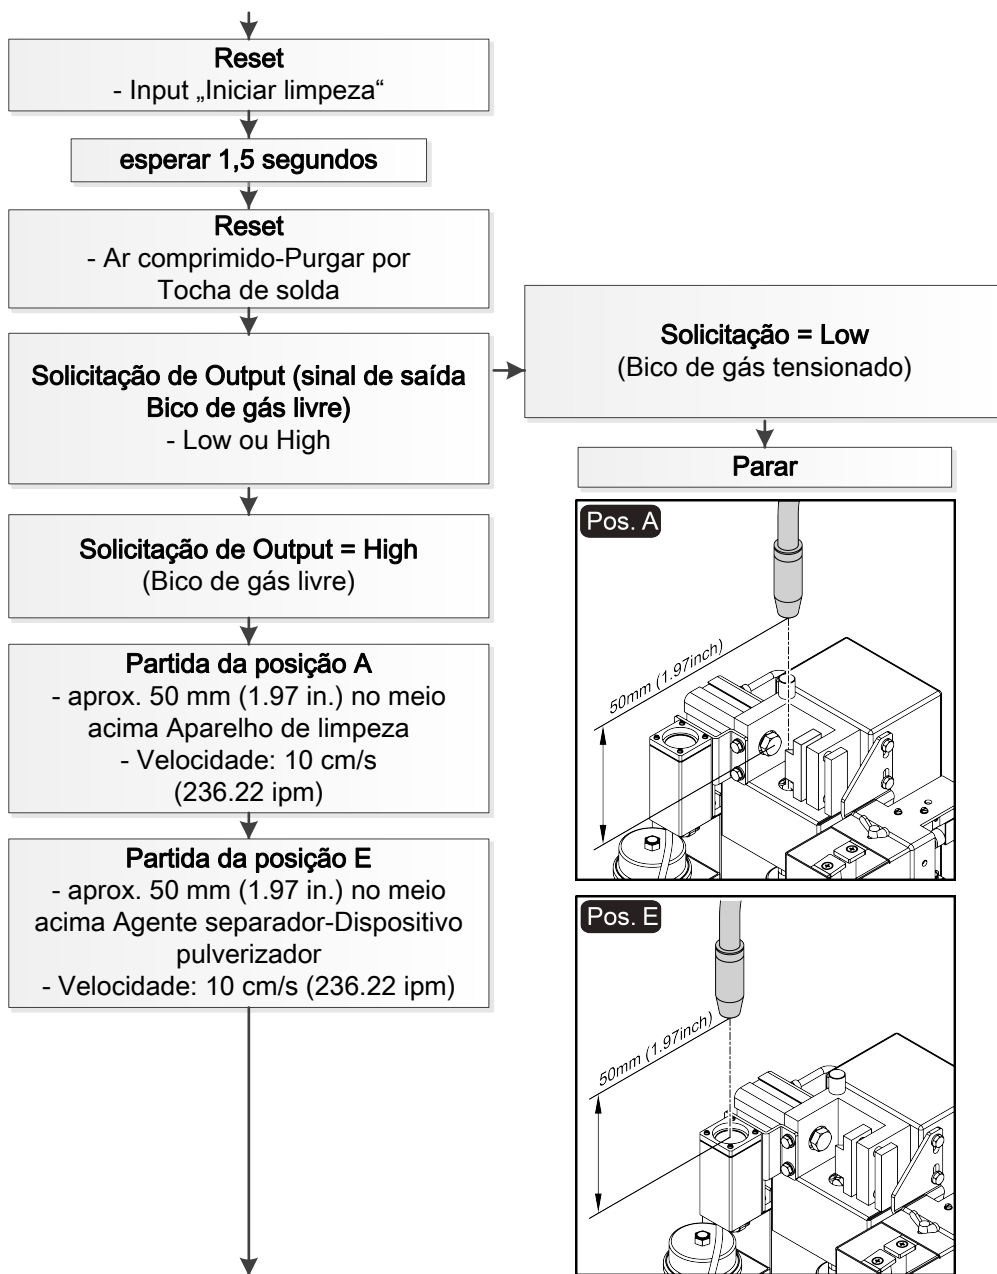 Reset
- Input „Iniciar limpeza“
esperar 1,5 segundos
Reset
- Ar comprimido-Purgar por
Tocha de solda
Solicitação de Output (sinal de saída
Bico de gás livre)
- Low ou High
Solicitação = Low
(Bico de gás tensionado)
Parar
Solicitação de Output = High
(Bico de gás livre)
Partida da posição A
- aprox. 50 mm (1.97 in.) no meio
acima Aparelho de limpeza
- Velocidade: 10 cm/s
(236.22 ipm)
Partida da posição E
- aprox. 50 mm (1.97 in.) no meio
acima Agente separador-Dispositivo
pulverizador
- Velocidade: 10 cm/s (236.22 ipm)
Pos. A
50mm (1.97inch)
Pos. E
50mm (1.97inch)